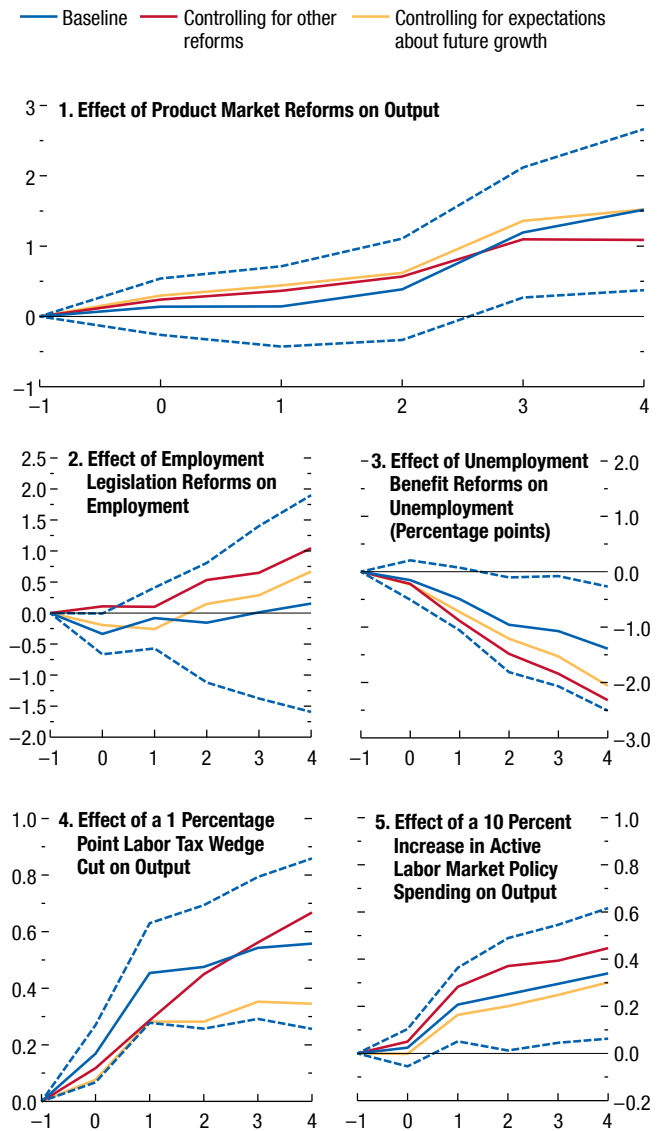 Baseline
Controlling for other
reforms
Controlling for expectations
about future growth
1. Effect of Product Market Reforms on Output
3
2
1
0
–1
–1 0 1 2 3 4
2. Effect of Employment
Legislation Reforms on
Employment
2.5
2.0
1.5
1.0
0.5
0.0
–0.5
–1.0
–1.5
–2.0
–1 0 1 2 3 4
3. Effect of Unemployment
Benefit Reforms on
Unemployment
(Percentage points)
2.0
1.0
0.0
–1.0
–2.0
–3.0
–1 0 1 2 3 4
4. Effect of a 1 Percentage
Point Labor Tax Wedge
Cut on Output
1.0
0.8
0.6
0.4
0.2
0.0
–1 0 1 2 3 4
5. Effect of a 10 Percent
Increase in Active
Labor Market Policy
Spending on Output
1.0
0.8
0.6
0.4
0.2
0.0
–0.2
–1 0 1 2 3 4